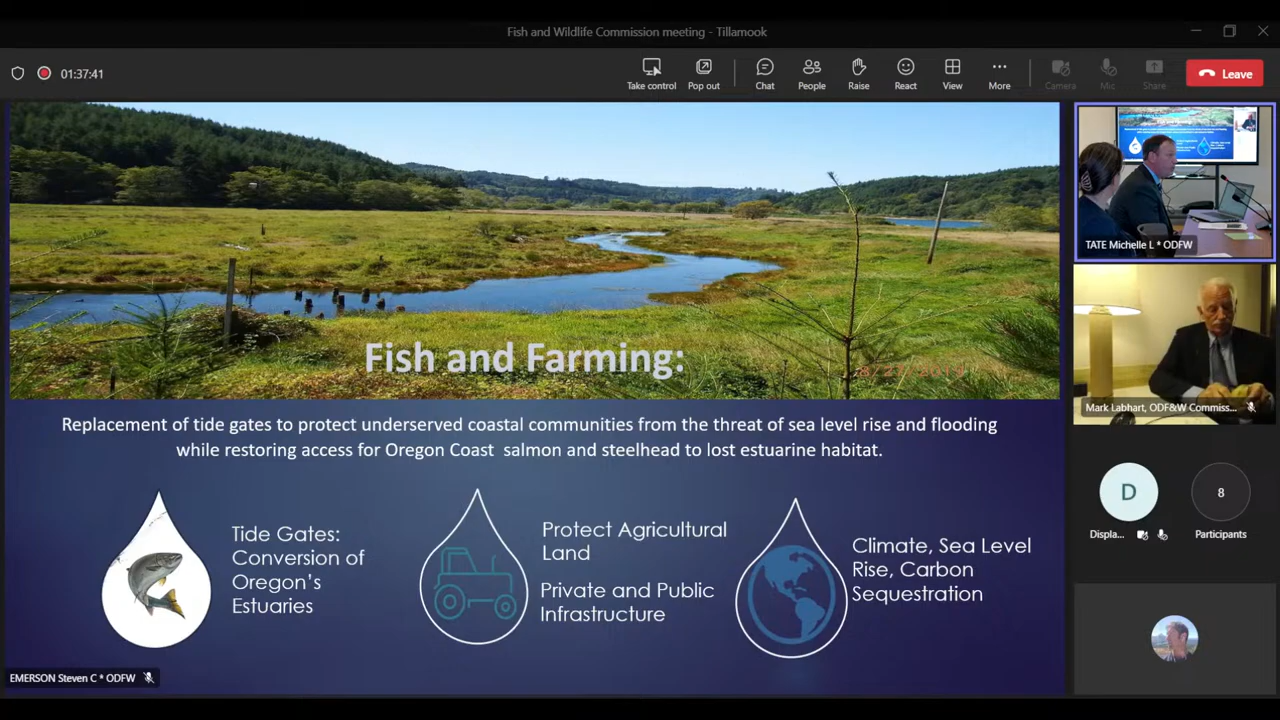 Fish and Wildlife Commission meeting - Tillamook
01:37:41
Take control
Pop out
Chat
People
Raise
React
View
More
Camera
Mic
Share
Leave
Fish and Farming:
Replacement of tide gates to protect underserved coastal communities from the threat of sea level rise and flooding
while restoring access for Oregon Coast salmon and steelhead to lost estuarine habitat.
Tide Gates:
Conversion of
Oregon's
Estuaries
Protect Agricultural
Land
Private and Public
Infrastructure
Climate, Sea Level
Rise, Carbon
Sequestration
EMERSON Steven C * ODFW
TATE Michelle L * ODFW
Mark Labhart, ODF&W Commiss...
D
Displa...
8
Participants